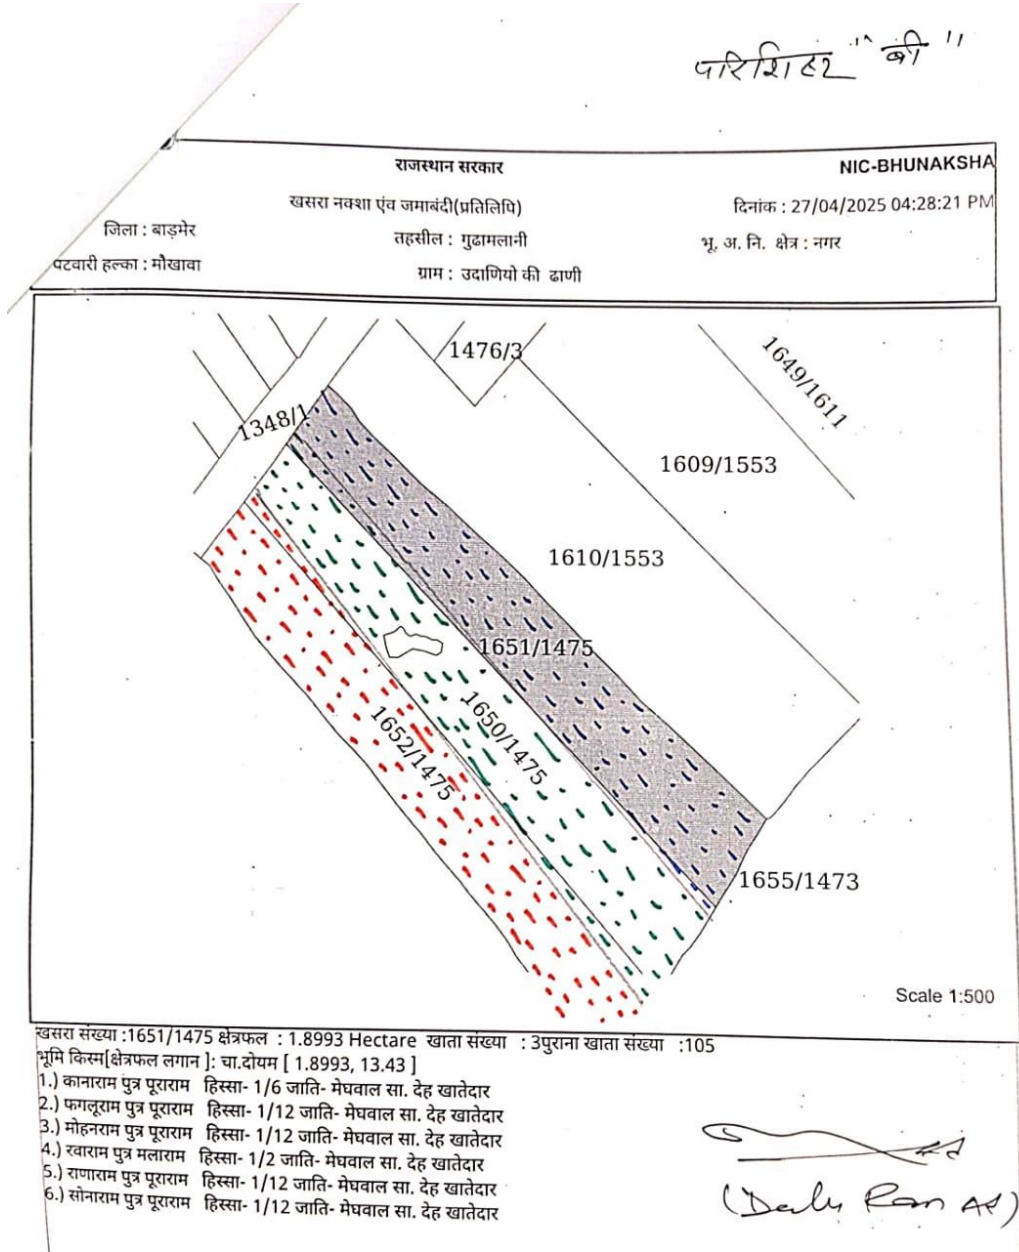 परिशिष्ट "बी"
राजस्थान सरकार
NIC-BHUNAKSHA
खसरा नक्शा एंव जमाबंदी(प्रतिलिपि)
दिनांक : 27/04/2025 04:28:21 PM
जिला : बाड़मेर
तहसील : गुढामलानी
भू. अ. नि. क्षेत्र : नगर
पटवारी हल्का : मौखावा
ग्राम : उदाणियो की ढाणी
1476/3
1649/1611
1348/1
1609/1553
1610/1553
1651/1475
1650/1475
1652/1475
1655/1473
Scale 1:500
खसरा संख्या :1651/1475 क्षेत्रफल : 1.8993 Hectare खाता संख्या : 3पुराना खाता संख्या :105
भूमि किस्म[क्षेत्रफल लगान ]: चा.दोयम [ 1.8993, 13.43 ]
1.) कानाराम पुत्र पूराराम हिस्सा- 1/6 जाति- मेघवाल सा. देह खातेदार
2.) फगलूराम पुत्र पूराराम हिस्सा- 1/12 जाति- मेघवाल सा. देह खातेदार
3.) मोहनराम पुत्र पूराराम हिस्सा- 1/12 जाति- मेघवाल सा. देह खातेदार
4.) रवाराम पुत्र मलाराम हिस्सा- 1/2 जाति- मेघवाल सा. देह खातेदार
5.) राणाराम पुत्र पूराराम हिस्सा- 1/12 जाति- मेघवाल सा. देह खातेदार
6.) सोनाराम पुत्र पूराराम हिस्सा- 1/12 जाति- मेघवाल सा. देह खातेदार
Ram